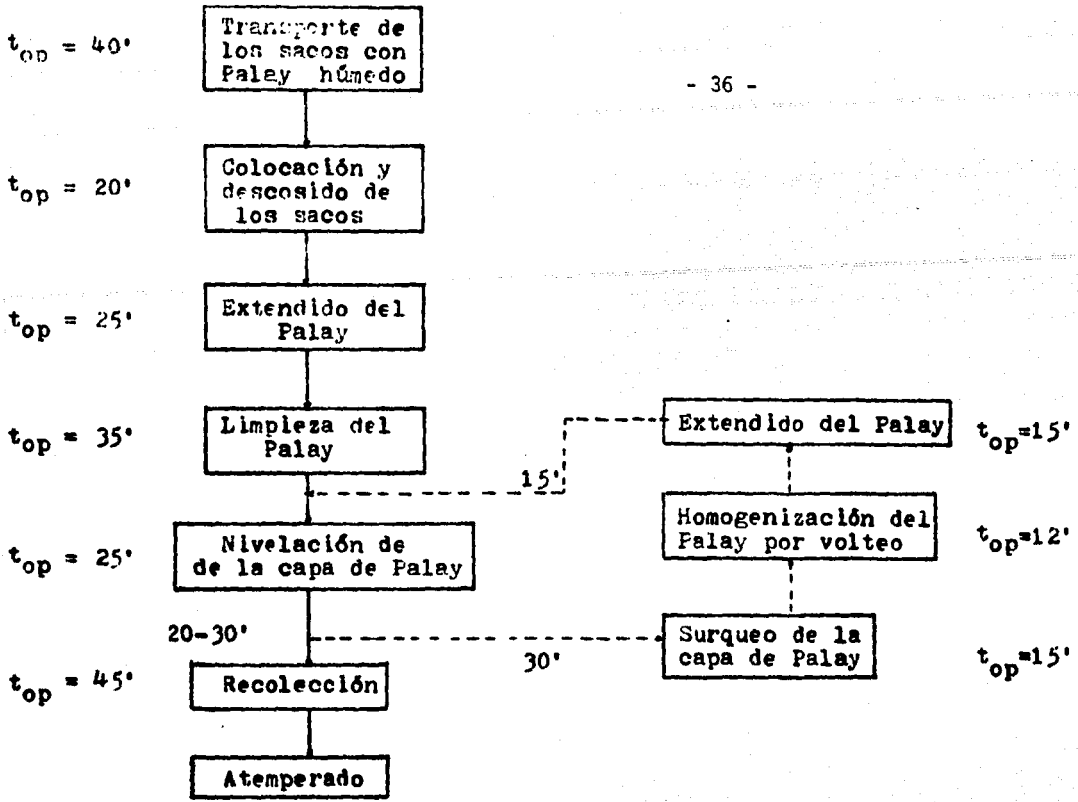 t_op = 40'
Transporte de
los sacos con
Palay húmedo
- 36 -
t_op = 20'
Colocación y
descosido de
los sacos
t_op = 25'
Extendido del
Palay
t_op = 35'
Limpieza del
Palay
Extendido del Palay
t_op=15'
15'
t_op = 25'
Nivelación de
de la capa de Palay
Homogenización del
Palay por volteo
t_op=12'
20-30'
30'
Surqueo de la
capa de Palay
t_op=15'
t_op = 45'
Recolección
Atemperado